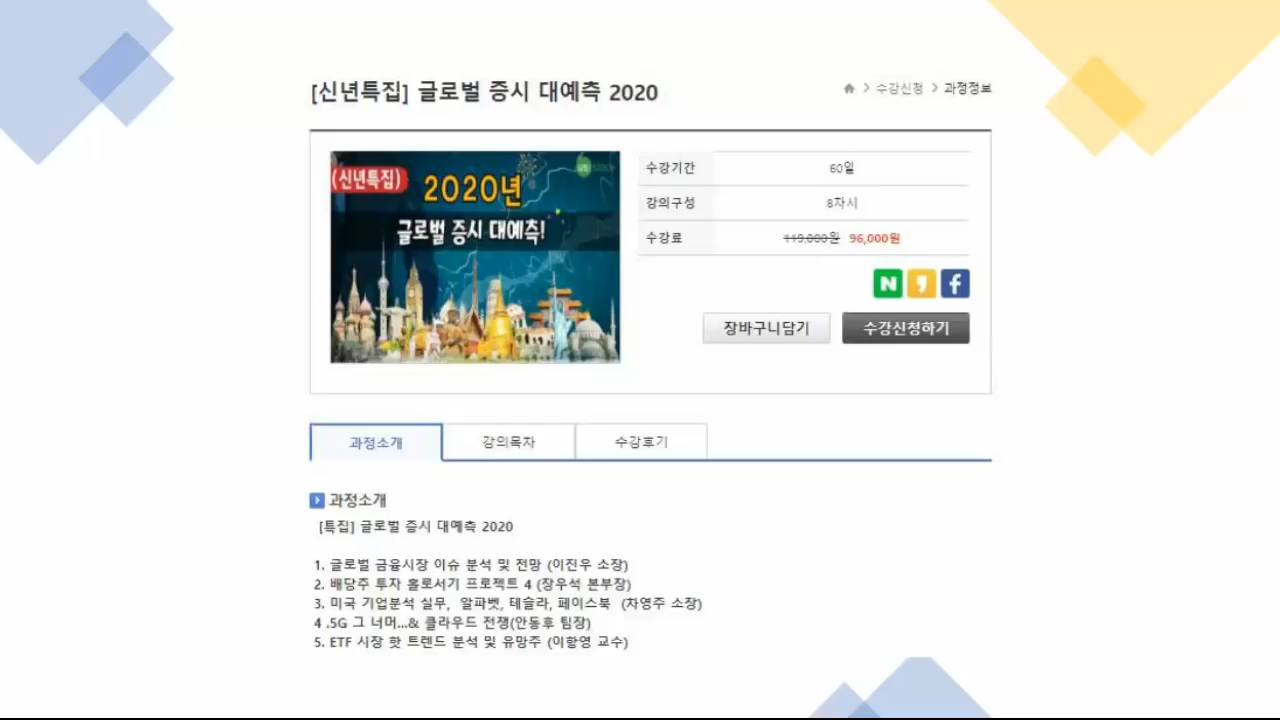 [신년특집] 글로벌 증시 대예측 2020
수강신청 > 과정정보
(신년특집)
2020년
글로벌 증시 대예측!
수강기간 60일
강의구성 8차시
수강료 119,000원 96,000원
N
f
장바구니담기 수강신청하기
과정소개 강의목차 수강후기
과정소개
[특집] 글로벌 증시 대예측 2020
1. 글로벌 금융시장 이슈 분석 및 전망 (이진우 소장)
2. 배당주 투자 홀로서기 프로젝트 4 (장우석 본부장)
3. 미국 기업분석 실무, 알파벳, 테슬라, 페이스북 (차영주 소장)
4 .5G 그 너머...& 클라우드 전쟁(안동후 팀장)
5. ETF 시장 핫 트렌드 분석 및 유망주 (이항영 교수)